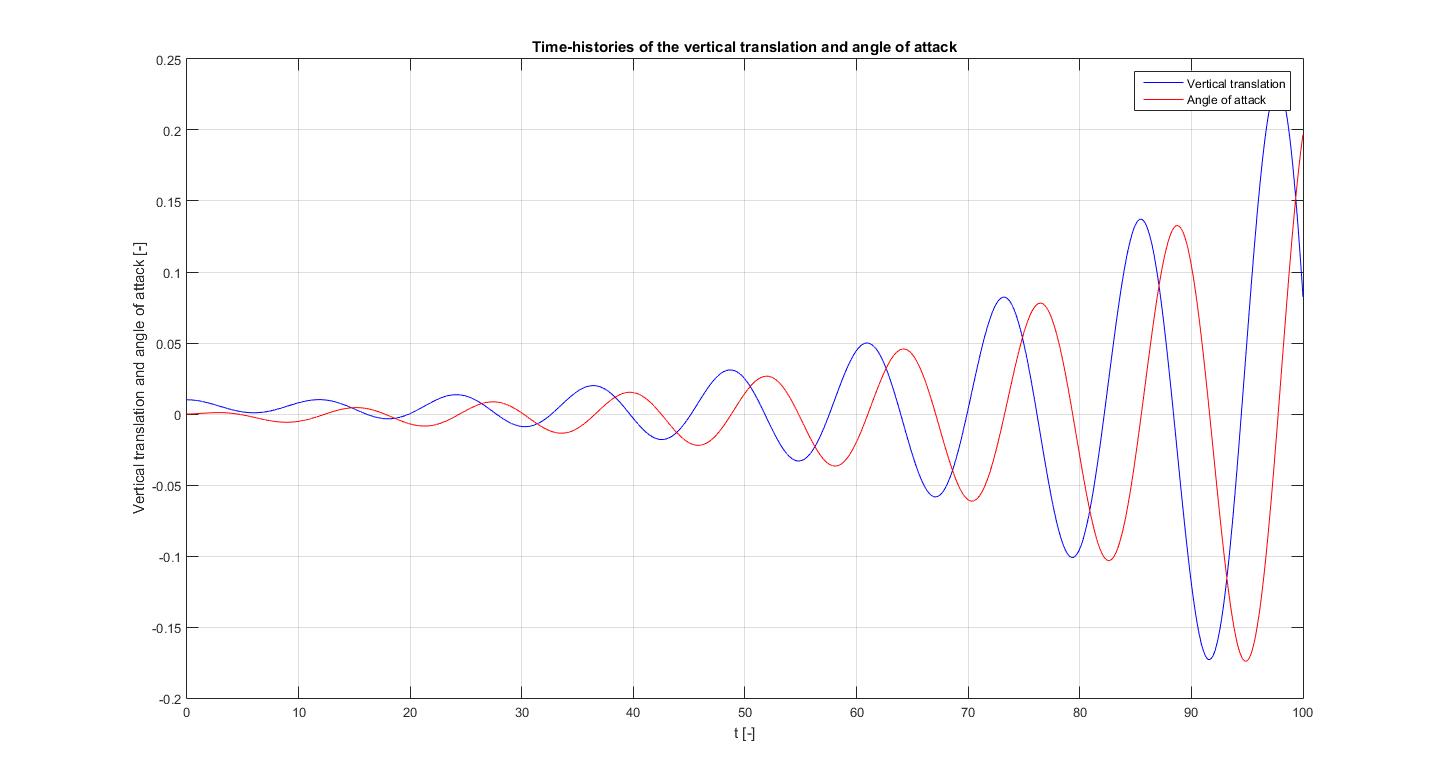 Time-histories of the vertical translation and angle of attack
0.25
0.2
0.15
0.1
0.05
0
-0.05
-0.1
-0.15
-0.2
Vertical translation and angle of attack [-]
Vertical translation
Angle of attack
0 10 20 30 40 50 60 70 80 90 100
t [-]